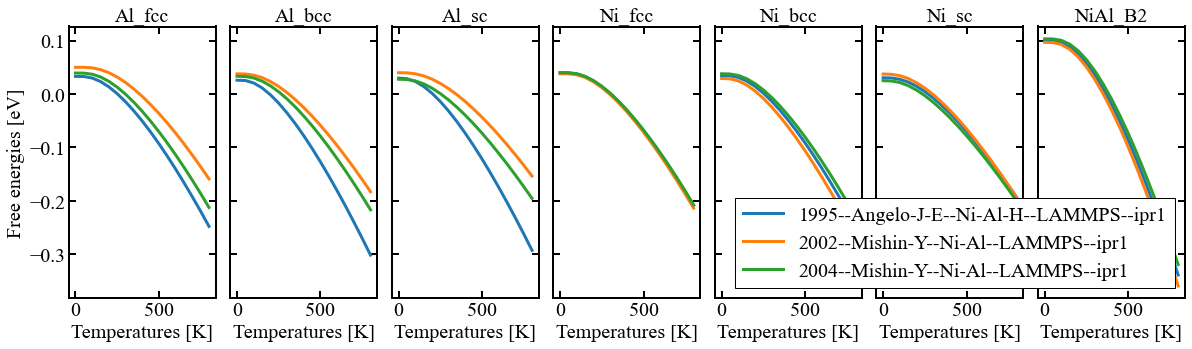 Al_fcc
Al_bcc
Al_sc
Ni_fcc
Ni_bcc
Ni_sc
NiAl_B2
Free energies [eV]
0.1
0.0
−0.1
−0.2
−0.3
0
500
0
500
0
500
0
500
0
500
0
500
0
500
Temperatures [K]
Temperatures [K]
Temperatures [K]
Temperatures [K]
Temperatures [K]
Temperatures [K]
Temperatures [K]
1995--Angelo-J-E--Ni-Al-H--LAMMPS--ipr1
2002--Mishin-Y--Ni-Al--LAMMPS--ipr1
2004--Mishin-Y--Ni-Al--LAMMPS--ipr1